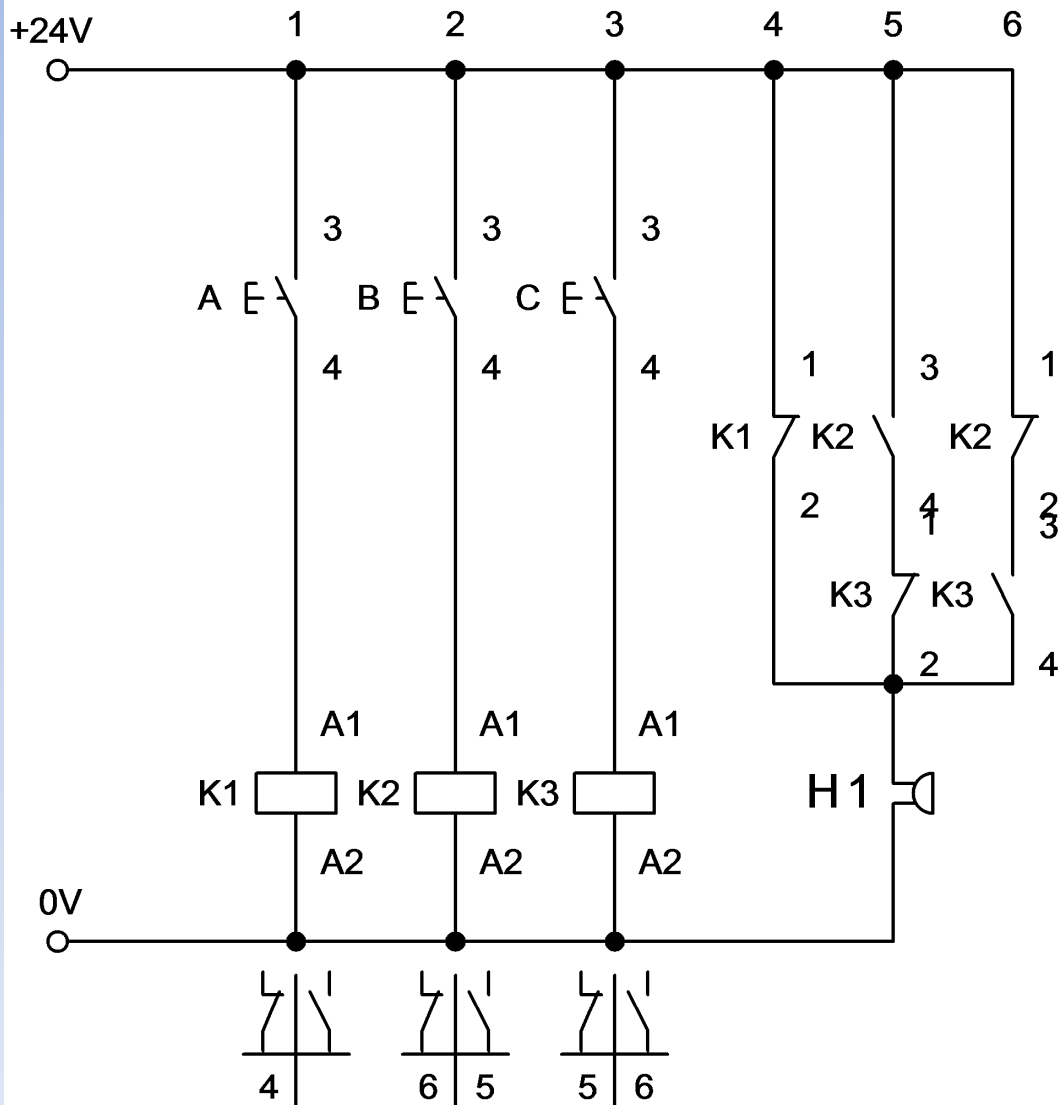 +24V 1 2 3 4 5 6
3 3 3
A B C
4 4 4
1 3 1
K1 K2 K2
2 4 2
1 3
K3 K3
2 4
A1 A1 A1
K1 K2 K3 H1
A2 A2 A2
0V
4 6 5 5 6